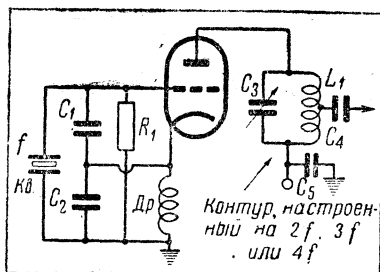 C₃
L₁
C₁
R₁
f
C₄
Кв.
C₂
Др
C₅
Контур, настроен-
ный на 2f, 3f
или 4f